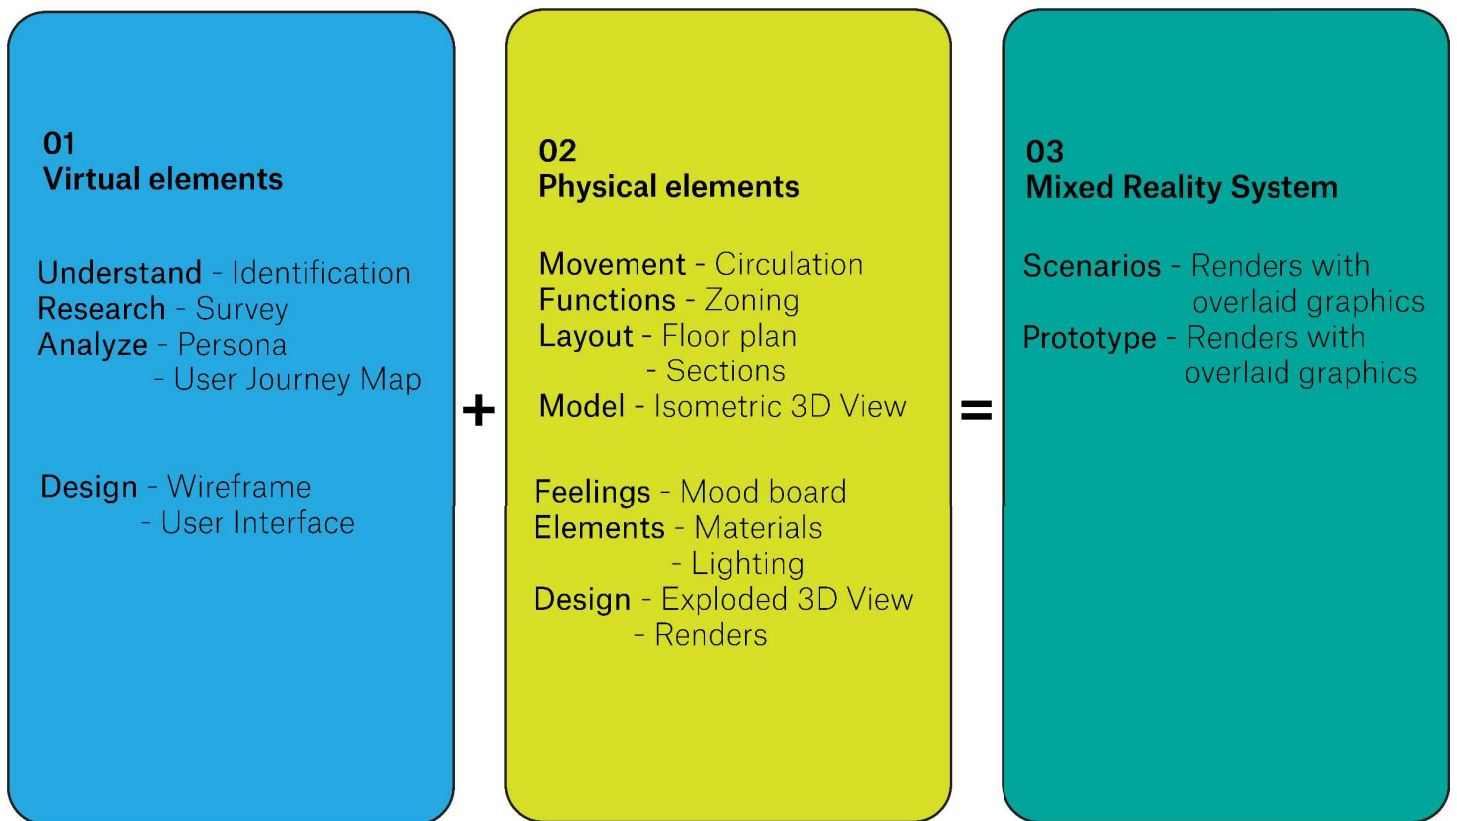 01
Virtual elements
Understand - Identification
Research - Survey
Analyze - Persona
- User Journey Map
Design - Wireframe
- User Interface
+
02
Physical elements
Movement - Circulation
Functions - Zoning
Layout - Floor plan
- Sections
Model - Isometric 3D View
Feelings - Mood board
Elements - Materials
- Lighting
Design - Exploded 3D View
- Renders
=
03
Mixed Reality System
Scenarios - Renders with
overlaid graphics
Prototype - Renders with
overlaid graphics